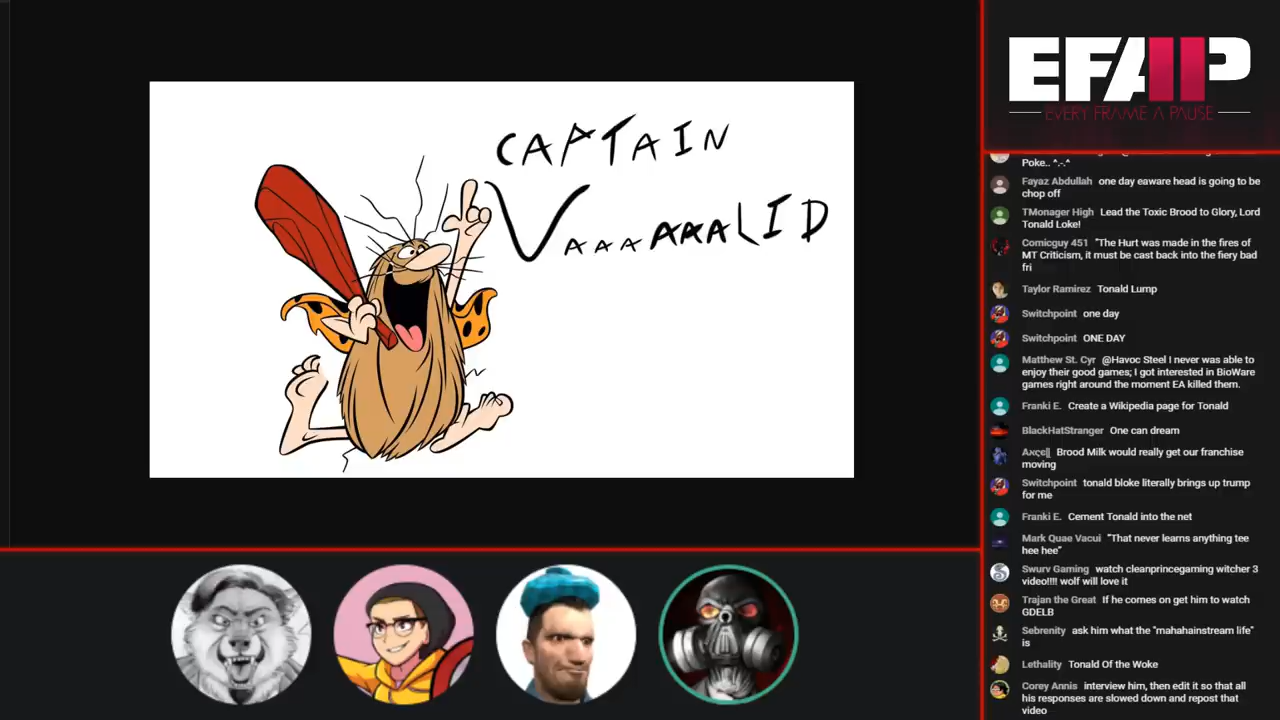 CAPTAIN
VAAAAAALID
EFAP
EVERY FRAME A PAUSE
Poke.. ^.-.^
Fayaz Abdullah one day eaware head is going to be
chop off
TMonager High Lead the Toxic Brood to Glory, Lord
Tonald Loke!
Comicguy 451 "The Hurt was made in the fires of
MT Criticism, it must be cast back into the fiery bad
fri
Taylor Ramirez Tonald Lump
Switchpoint one day
Switchpoint ONE DAY
Matthew St. Cyr @Havoc Steel I never was able to
enjoy their good games; I got interested in BioWare
games right around the moment EA killed them.
Franki E. Create a Wikipedia page for Tonald
BlackHatStranger One can dream
Brood Milk would really get our franchise
moving
Switchpoint tonald bloke literally brings up trump
for me
Franki E. Cement Tonald into the net
Mark Quae Vacui "That never learns anything tee
hee hee"
Swurv Gaming watch cleanprincegaming witcher 3
video!!!! wolf will love it
Trajan the Great If he comes on get him to watch
GDELB
Sebrenity ask him what the "mahahainstream life"
is
Lethality Tonald Of the Woke
Corey Annis interview him, then edit it so that all
his responses are slowed down and repost that
video